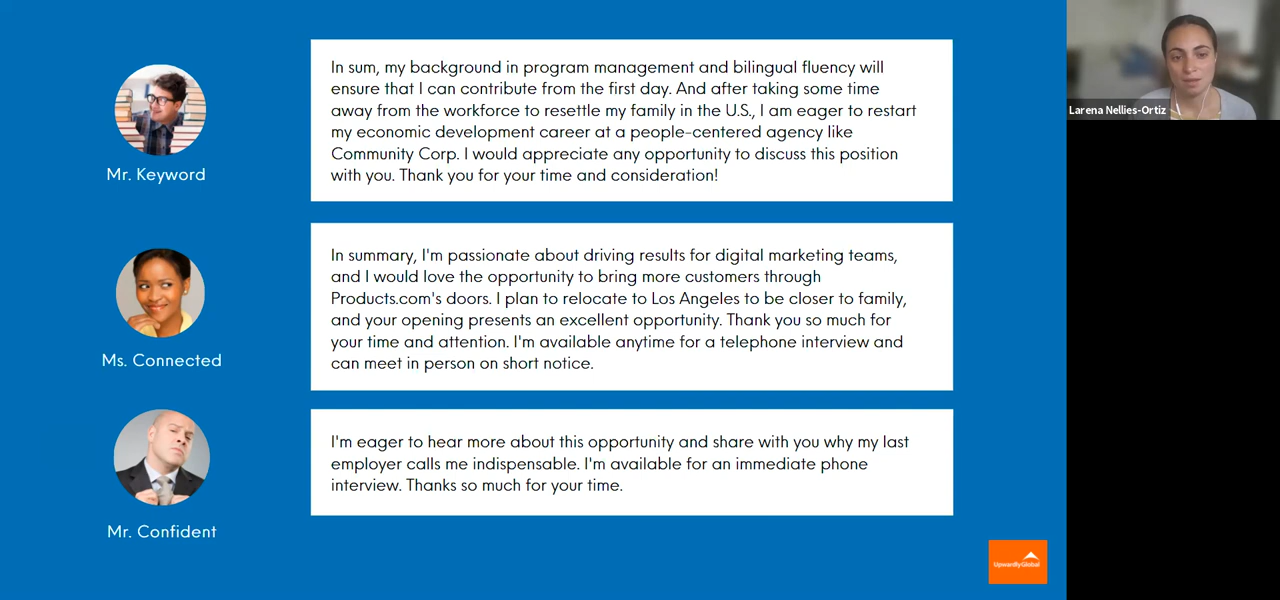 In sum, my background in program management and bilingual fluency will
ensure that I can contribute from the first day. And after taking some time
away from the workforce to resettle my family in the U.S., I am eager to restart
my economic development career at a people-centered agency like
Community Corp. I would appreciate any opportunity to discuss this position
with you. Thank you for your time and consideration!
Mr. Keyword
In summary, I'm passionate about driving results for digital marketing teams,
and I would love the opportunity to bring more customers through
Products.com's doors. I plan to relocate to Los Angeles to be closer to family,
and your opening presents an excellent opportunity. Thank you so much for
your time and attention. I'm available anytime for a telephone interview and
can meet in person on short notice.
Ms. Connected
I'm eager to hear more about this opportunity and share with you why my last
employer calls me indispensable. I'm available for an immediate phone
interview. Thanks so much for your time.
Mr. Confident
UpwardlyGlobal
Larena Nellies-Ortiz